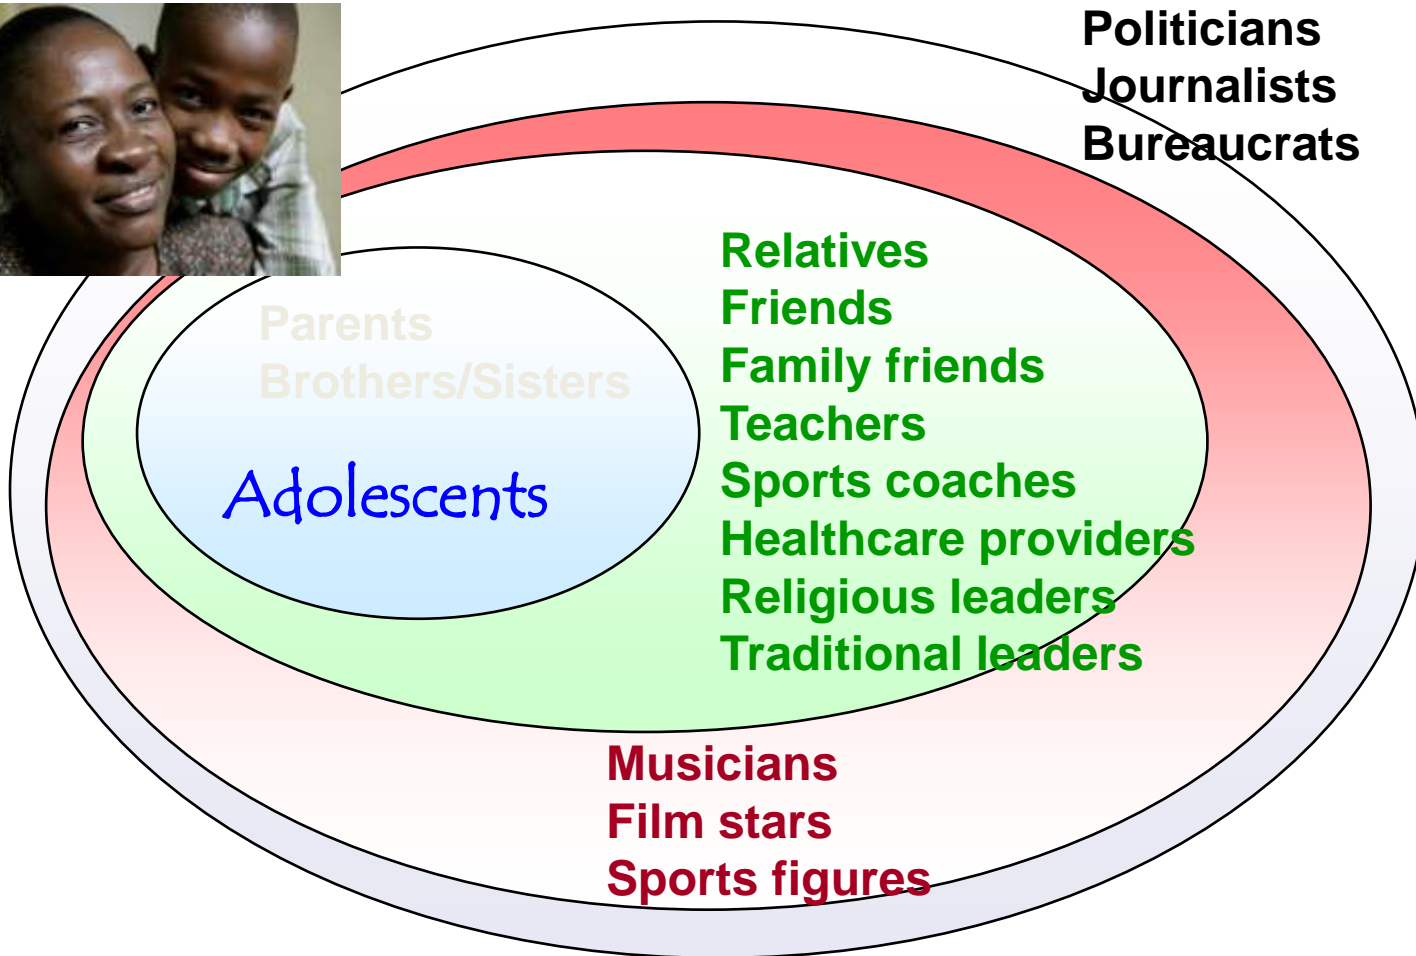 Politicians
Journalists
Bureaucrats
Relatives
Friends
Family friends
Teachers
Sports coaches
Healthcare providers
Religious leaders
Traditional leaders
Parents
Brothers/Sisters
Adolescents
Musicians
Film stars
Sports figures